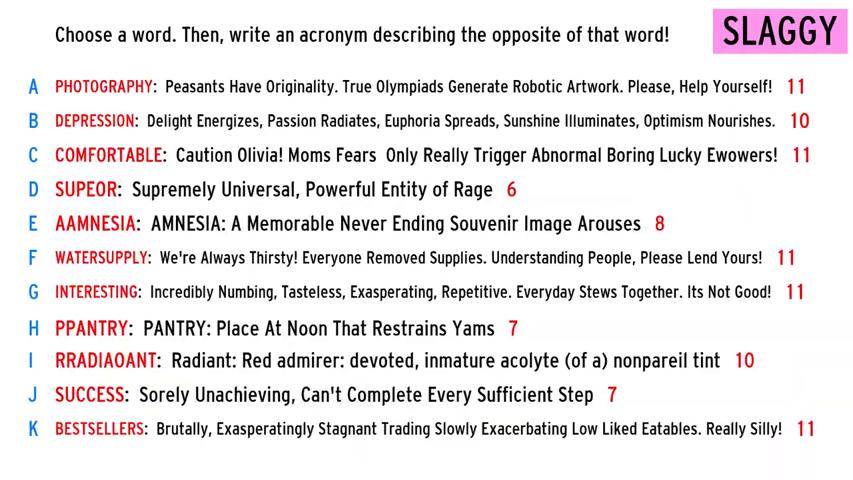 Choose a word. Then, write an acronym describing the opposite of that word!
SLAGGY
A PHOTOGRAPHY: Peasants Have Originality. True Olympiads Generate Robotic Artwork. Please, Help Yourself! 11
B DEPRESSION: Delight Energizes, Passion Radiates, Euphoria Spreads, Sunshine Illuminates, Optimism Nourishes. 10
C COMFORTABLE: Caution Olivia! Moms Fears Only Really Trigger Abnormal Boring Lucky Ewowers! 11
D SUPEOR: Supremely Universal, Powerful Entity of Rage 6
E AAMNESIA: AMNESIA: A Memorable Never Ending Souvenir Image Arouses 8
F WATERSUPPLY: We're Always Thirsty! Everyone Removed Supplies. Understanding People, Please Lend Yours! 11
G INTERESTING: Incredibly Numbing, Tasteless, Exasperating, Repetitive. Everyday Stews Together. Its Not Good! 11
H PPANTRY: PANTRY: Place At Noon That Restrains Yams 7
I RRADIAOANT: Radiant: Red admirer: devoted, inmature acolyte (of a) nonpareil tint 10
J SUCCESS: Sorely Unachieving, Can't Complete Every Sufficient Step 7
K BESTSELLERS: Brutally, Exasperatingly Stagnant Trading Slowly Exacerbating Low Liked Eatables. Really Silly! 11